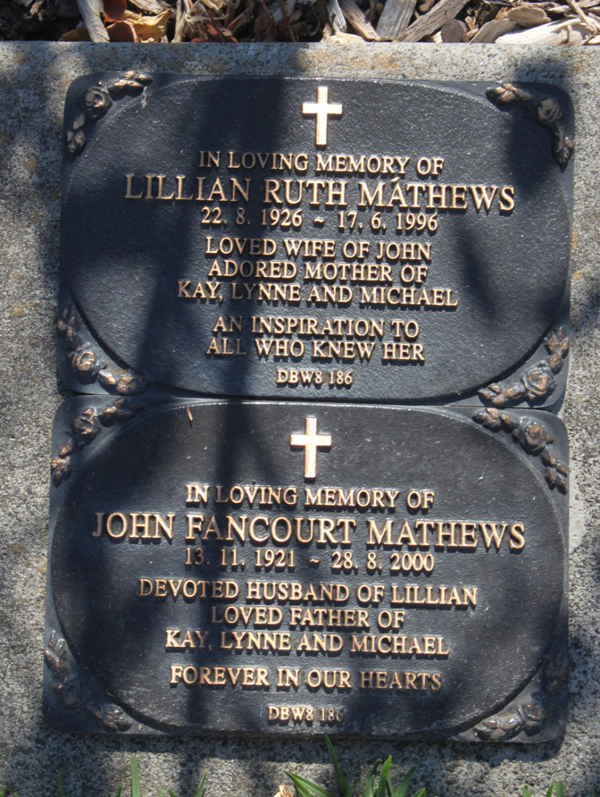 IN LOVING MEMORY OF
LILLIAN RUTH MATHEWS
22. 8. 1926 ~ 17. 6. 1996
LOVED WIFE OF JOHN
ADORED MOTHER OF
KAY, LYNNE AND MICHAEL
AN INSPIRATION TO
ALL WHO KNEW HER
DBW8 186
IN LOVING MEMORY OF
JOHN FANCOURT MATHEWS
13. 11. 1921 ~ 28. 8. 2000
DEVOTED HUSBAND OF LILLIAN
LOVED FATHER OF
KAY, LYNNE AND MICHAEL
FOREVER IN OUR HEARTS
DBW8 186